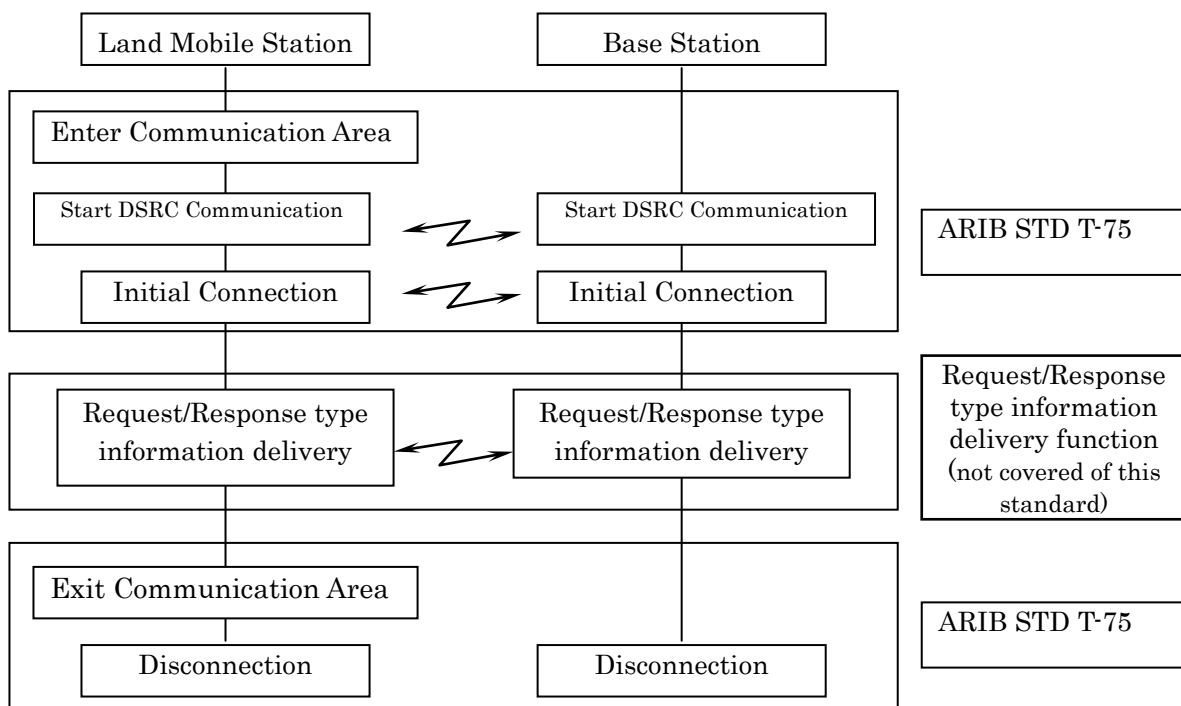 Land Mobile Station
Base Station
Enter Communication Area
Start DSRC Communication
Start DSRC Communication
ARIB STD T-75
Initial Connection
Initial Connection
Request/Response type
information delivery
Request/Response type
information delivery
Request/Response
type information
delivery function
(not covered of this
standard)
Exit Communication Area
ARIB STD T-75
Disconnection
Disconnection